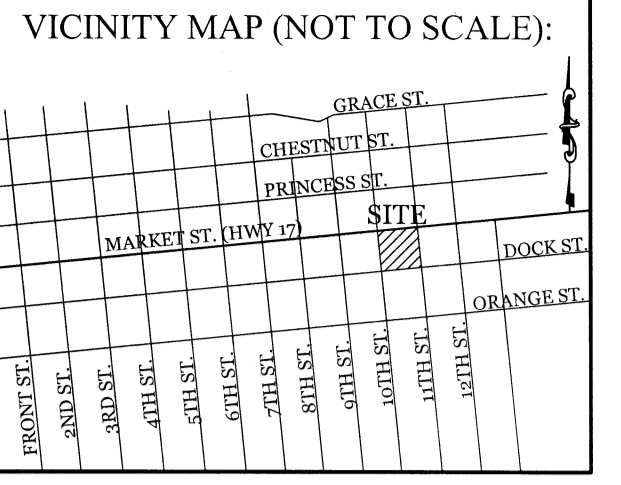 VICINITY MAP (NOT TO SCALE):
GRACE ST.
CHESTNUT ST.
PRINCESS ST.
SITE
MARKET ST. (HWY 17)
DOCK ST.
ORANGE ST.
FRONT ST.
2ND ST.
3RD ST.
4TH ST.
5TH ST.
6TH ST.
7TH ST.
8TH ST.
9TH ST.
10TH ST.
11TH ST.
12TH ST.